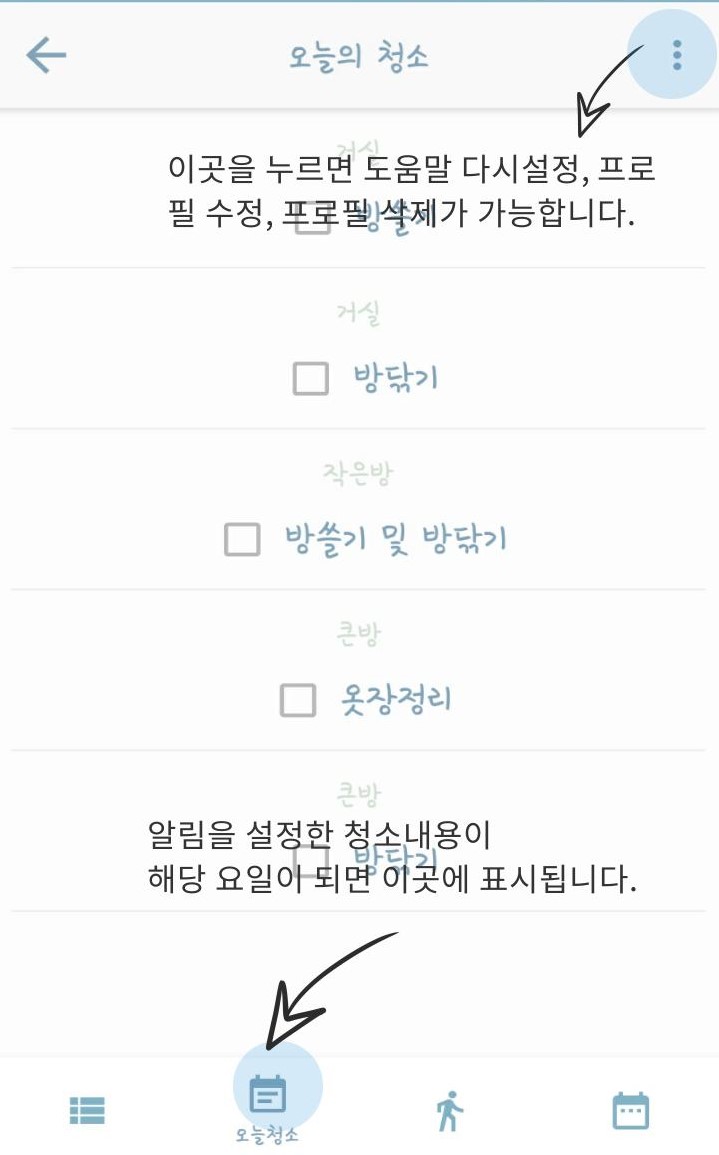 오늘의 청소
거실
이곳을 누르면 도움말 다시설정, 프로
필 수정, 프로필 삭제가 가능합니다.
방쓸기
거실
방닦기
작은방
방쓸기 및 방닦기
큰방
옷장정리
큰방
알림을 설정한 청소내용이
방닦기
해당 요일이 되면 이곳에 표시됩니다.
오늘청소